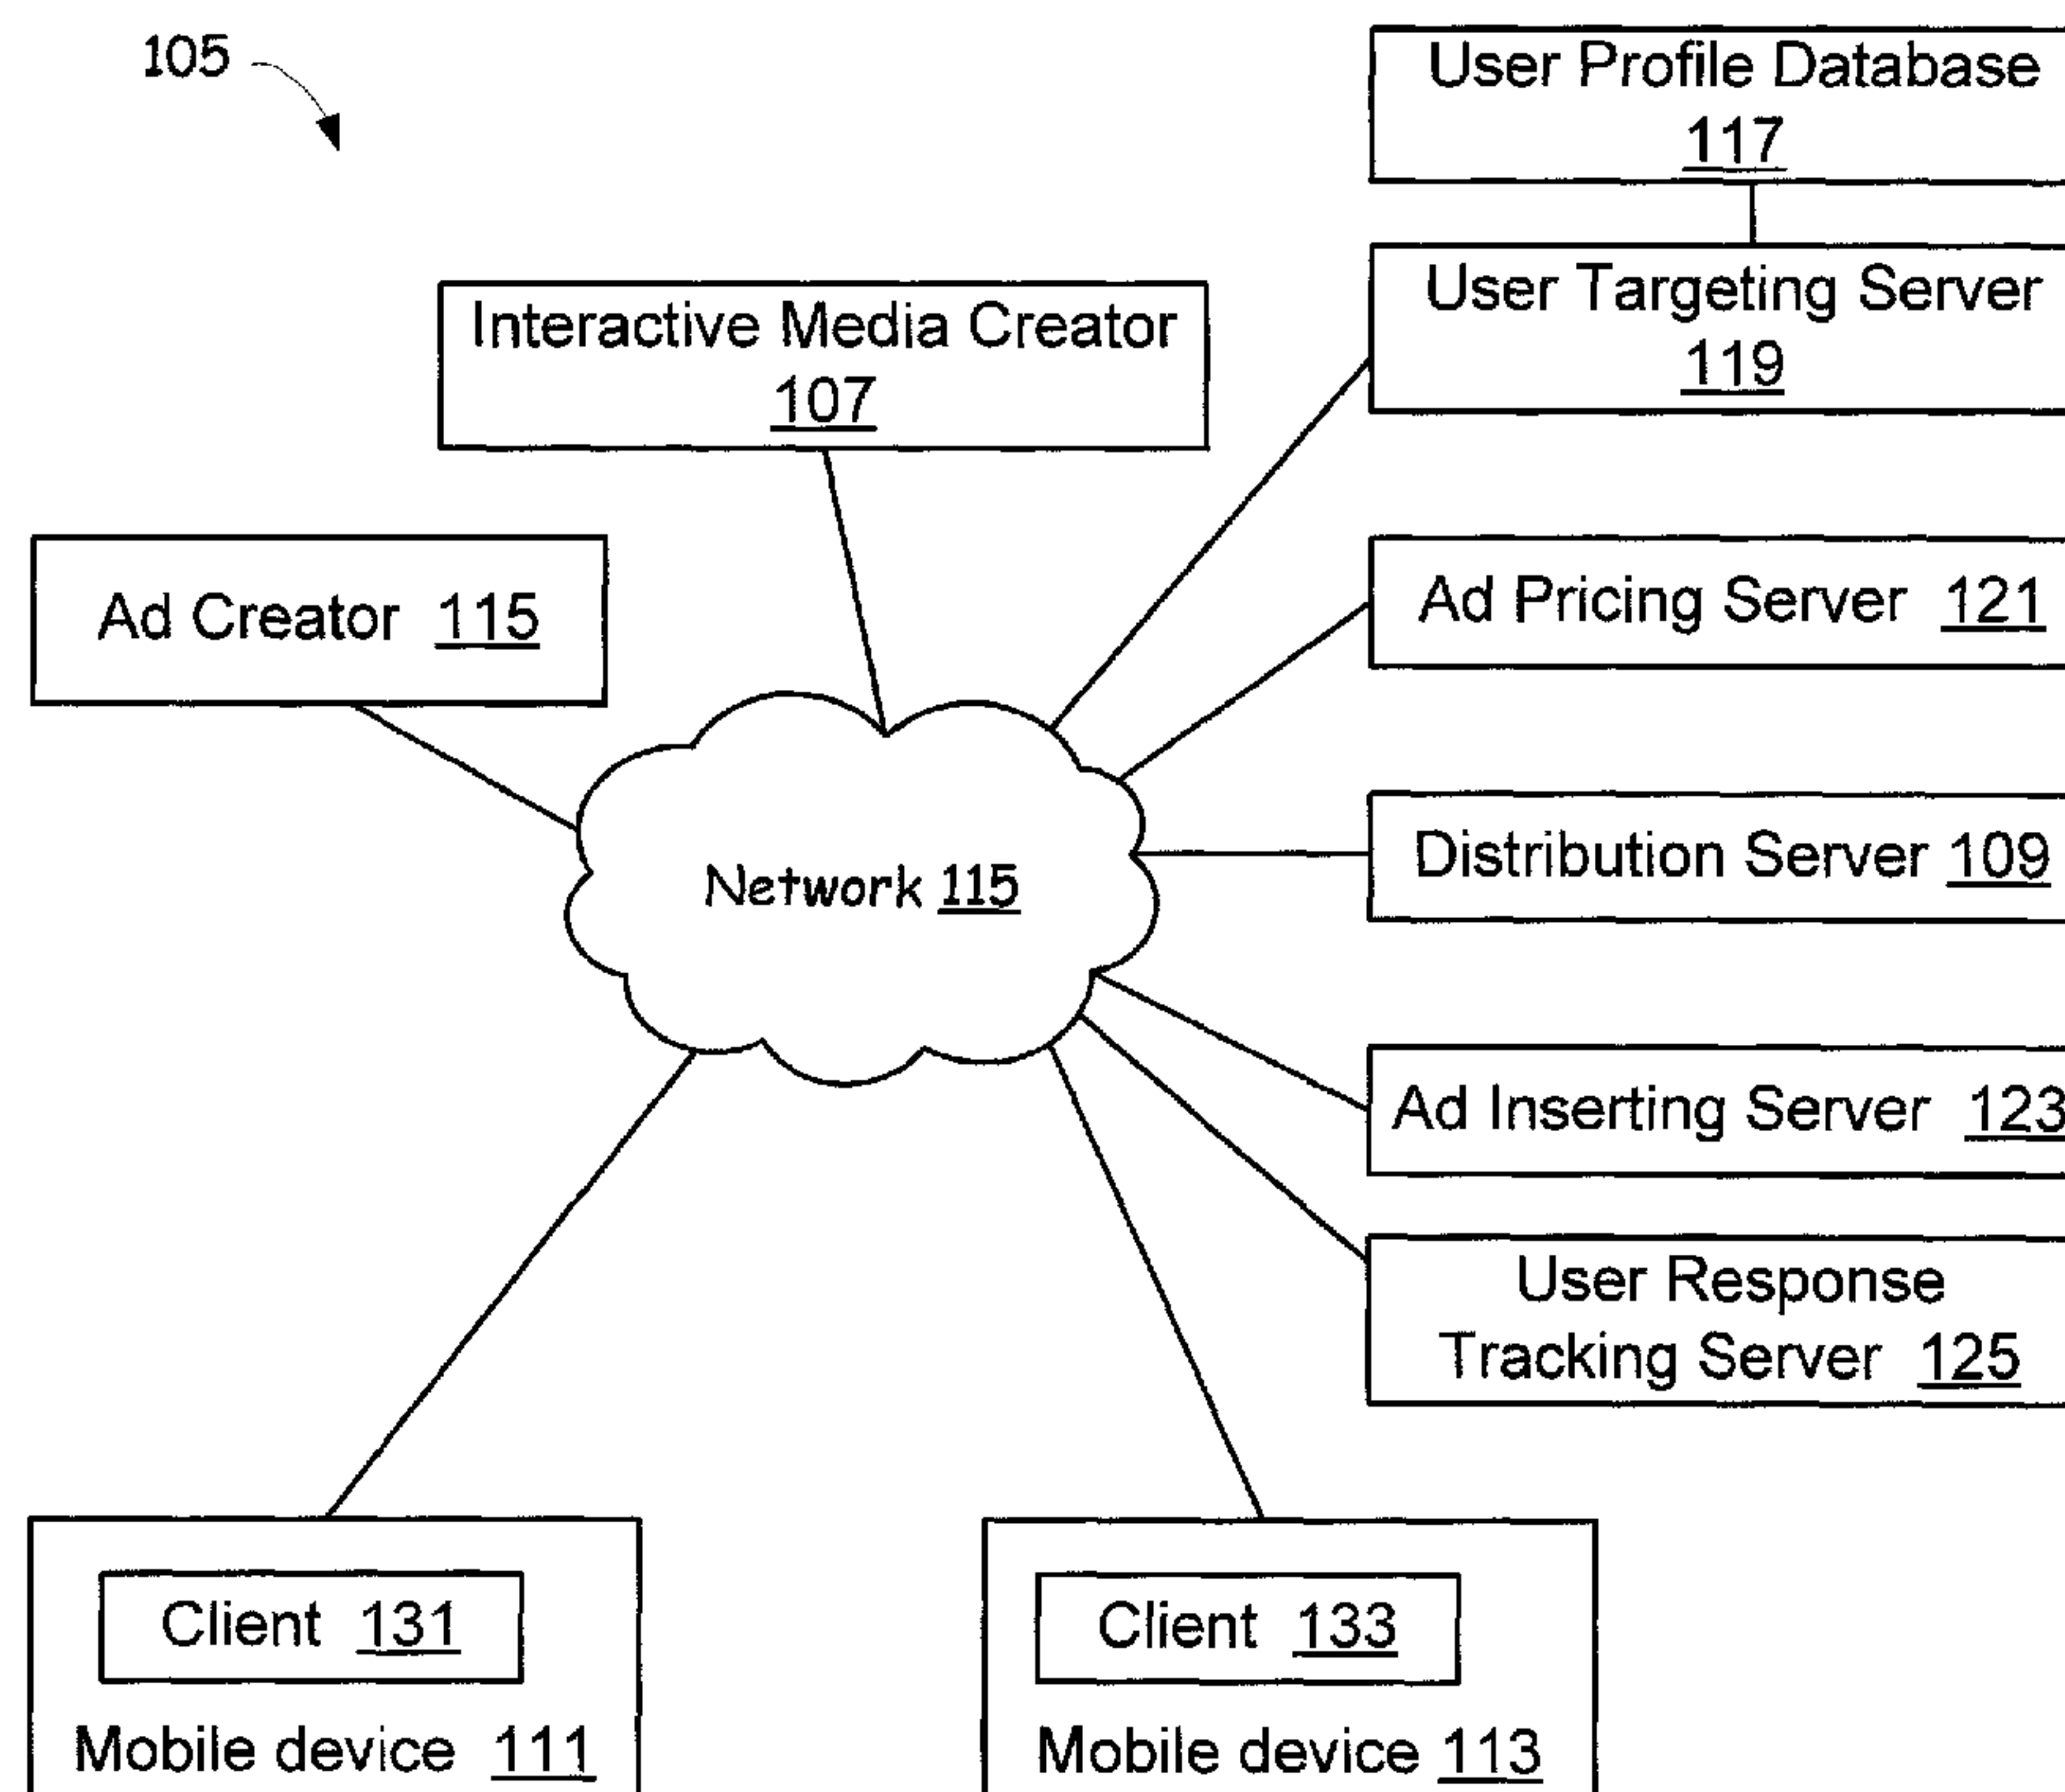 105
User Profile Database
117
User Targeting Server
119
Interactive Media Creator
107
Ad Creator 115
Ad Pricing Server 121
Network 115
Distribution Server 109
Ad Inserting Server 123
User Response
Tracking Server 125
Client 131
Mobile device 111
Client 133
Mobile device 113